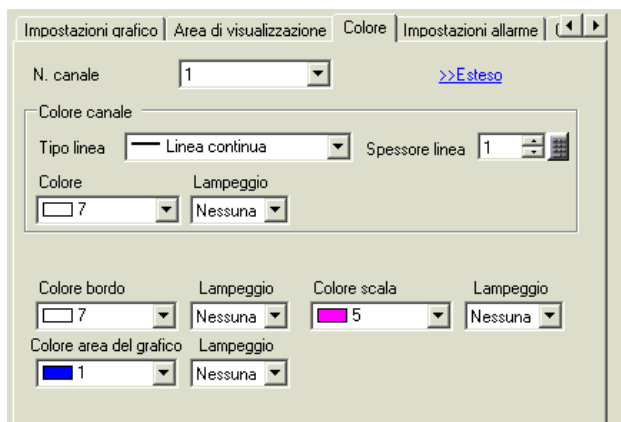 Impostazioni grafico Area di visualizzazione Colore Impostazioni allarme
N. canale 1 >>Esteso
Colore canale
Tipo linea Linea continua Spessore linea 1
Colore Lampeggio
7 Nessuna
Colore bordo Lampeggio Colore scala Lampeggio
7 Nessuna 5 Nessuna
Colore area del grafico Lampeggio
1 Nessuna